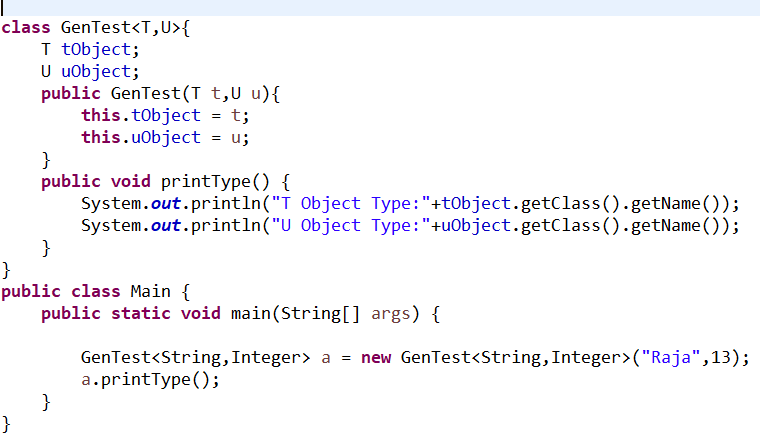 class GenTest<T,U>{
    T tObject;
    U uObject;
    public GenTest(T t,U u){
        this.tObject = t;
        this.uObject = u;
    }
    public void printType() {
        System.out.println("T Object Type:"+tObject.getClass().getName());
        System.out.println("U Object Type:"+uObject.getClass().getName());
    }
}
public class Main {
    public static void main(String[] args) {

        GenTest<String,Integer> a = new GenTest<String,Integer>("Raja",13);
        a.printType();
    }
}